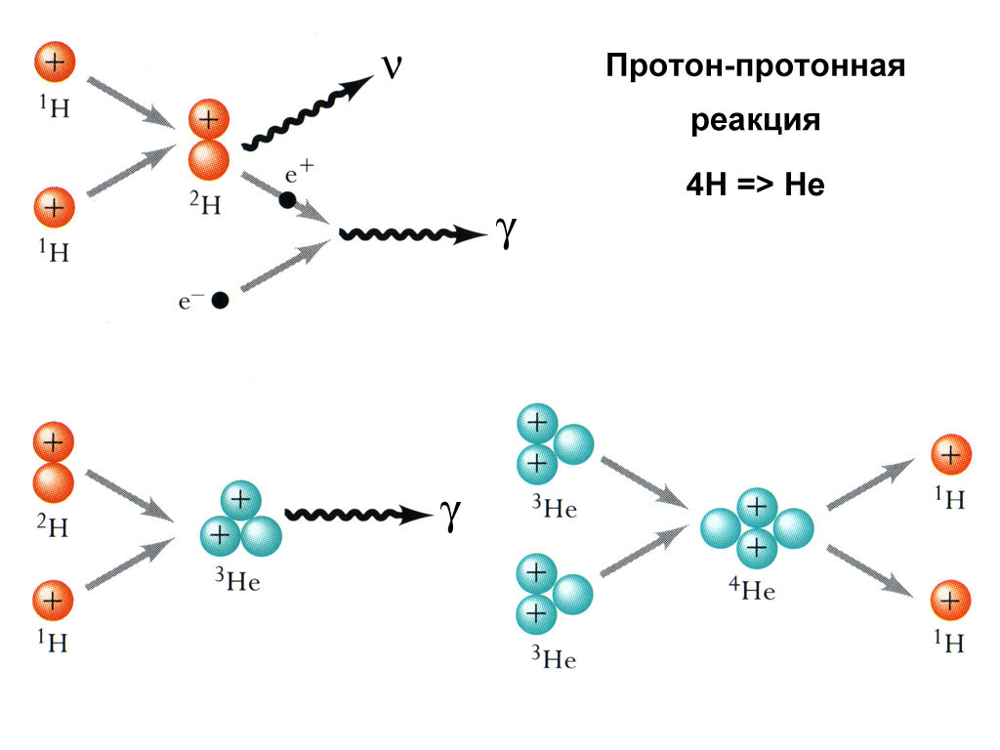 Протон-протонная
реакция
4H => He
+
¹H
+
¹H
+
²H
ν
e⁺
e⁻
γ
+
²H
+
¹H
+
+
³He
γ
+
+
³He
+
+
³He
+
+
⁴He
+
¹H
+
¹H